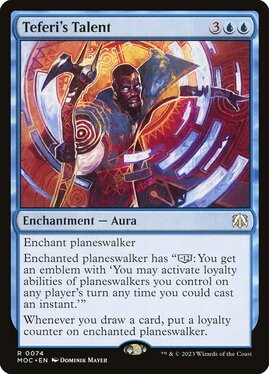 Teferi's Talent 3
Enchantment — Aura
Enchant planeswalker
Enchanted planeswalker has "[−12]: You get
an emblem with 'You may activate loyalty
abilities of planeswalkers you control on
any player's turn any time you could cast
an instant.'"
Whenever you draw a card, put a loyalty
counter on enchanted planeswalker.
R 0074
MOC • EN DOMINIK MAYER
™ & © 2023 Wizards of the Coast